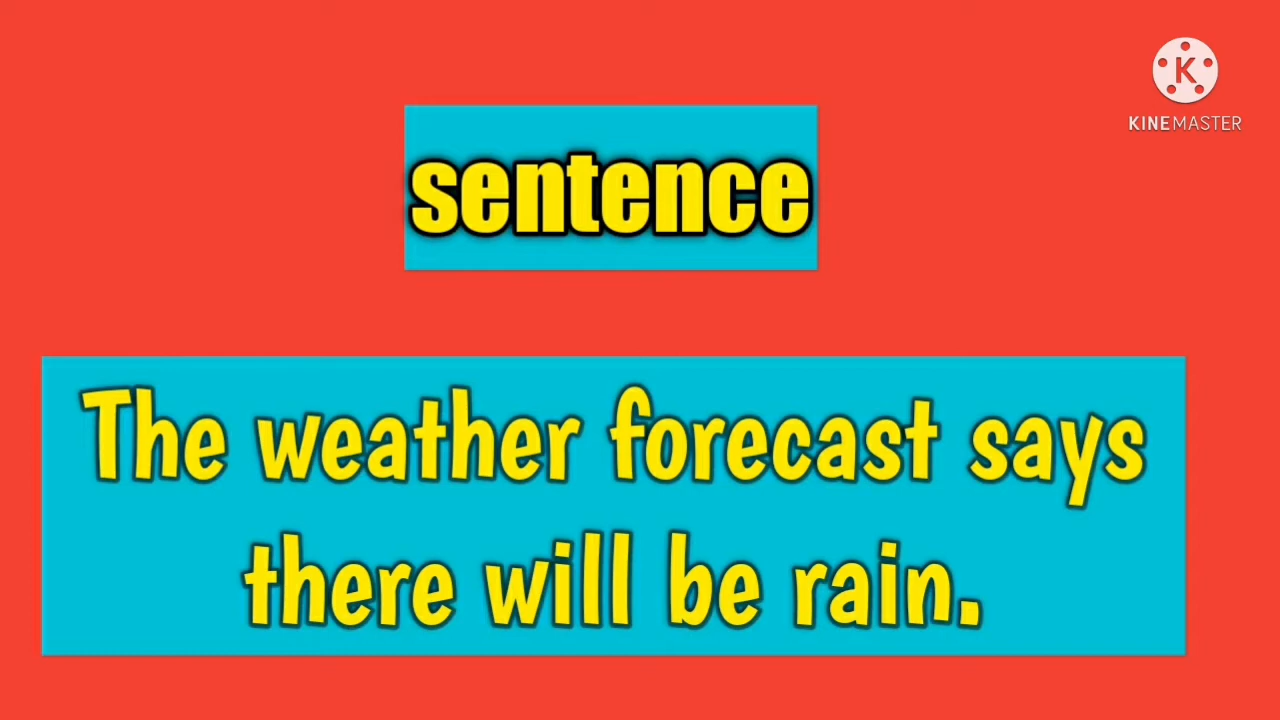 K
KINEMASTER
sentence
The weather forecast says
there will be rain.